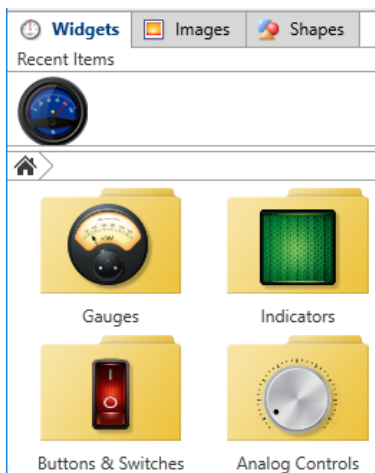 Widgets Images Shapes
Recent Items
Gauges Indicators
Buttons & Switches Analog Controls